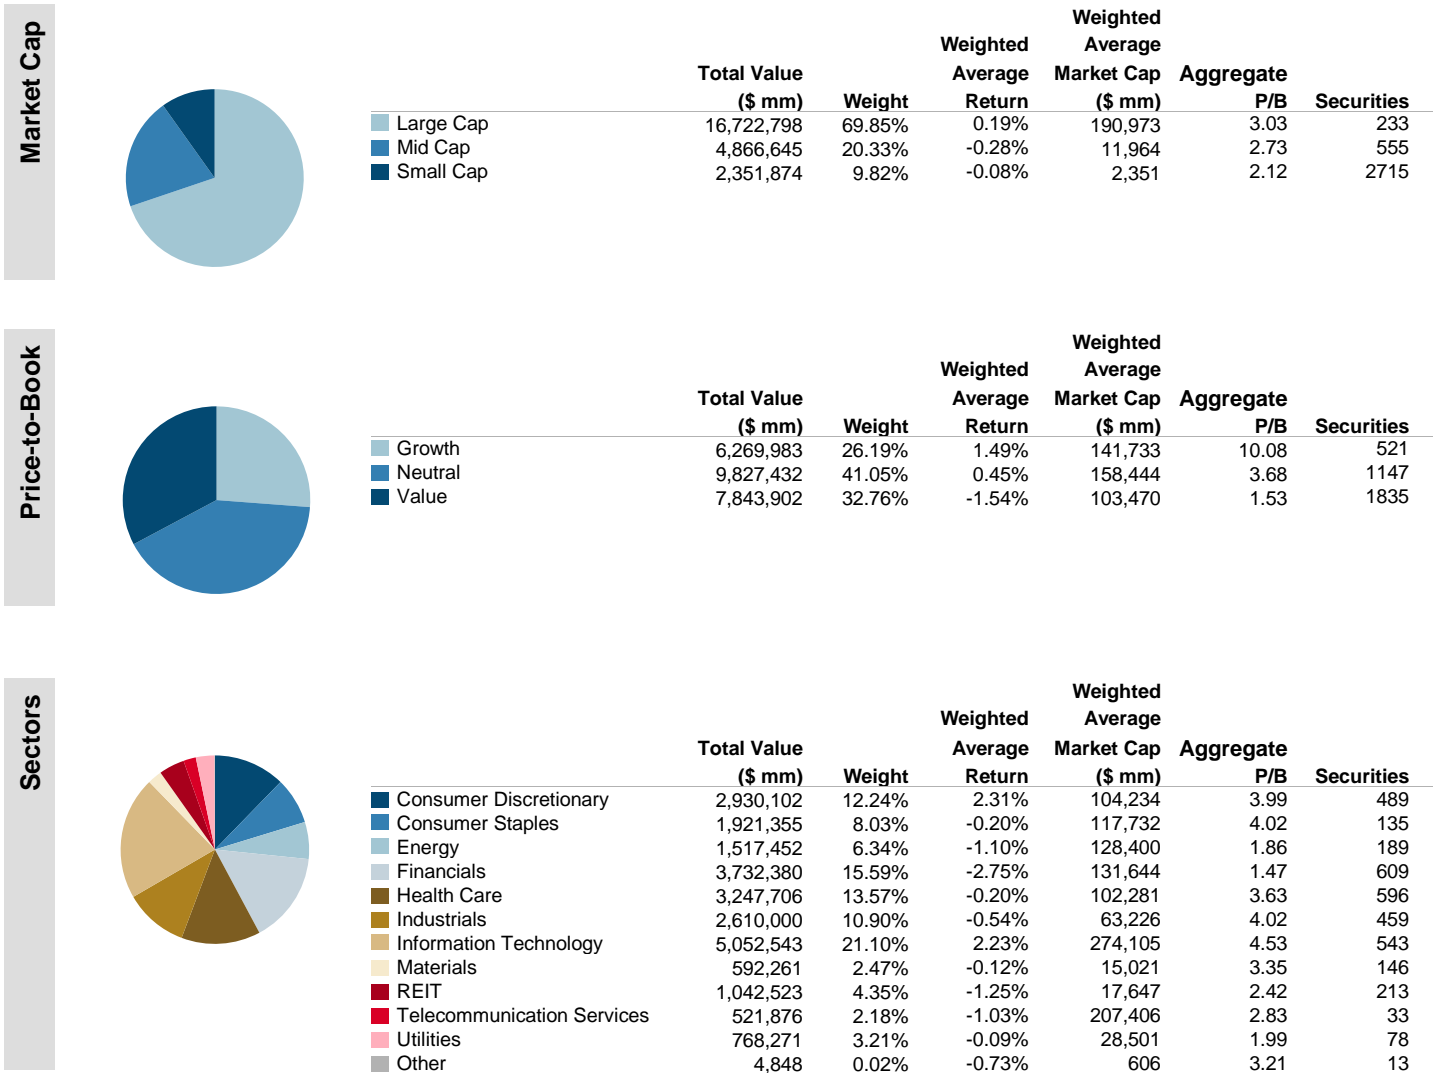 Market Cap
Weighted
Weighted Average
Total Value Average Market Cap Aggregate
($ mm) Weight Return ($ mm) P/B Securities
Large Cap 16,722,798 69.85% 0.19% 190,973 3.03 233
Mid Cap 4,866,645 20.33% -0.28% 11,964 2.73 555
Small Cap 2,351,874 9.82% -0.08% 2,351 2.12 2715
Price-to-Book
Weighted
Weighted Average
Total Value Average Market Cap Aggregate
($ mm) Weight Return ($ mm) P/B Securities
Growth 6,269,983 26.19% 1.49% 141,733 10.08 521
Neutral 9,827,432 41.05% 0.45% 158,444 3.68 1147
Value 7,843,902 32.76% -1.54% 103,470 1.53 1835
Sectors
Weighted
Weighted Average
Total Value Average Market Cap Aggregate
($ mm) Weight Return ($ mm) P/B Securities
Consumer Discretionary 2,930,102 12.24% 2.31% 104,234 3.99 489
Consumer Staples 1,921,355 8.03% -0.20% 117,732 4.02 135
Energy 1,517,452 6.34% -1.10% 128,400 1.86 189
Financials 3,732,380 15.59% -2.75% 131,644 1.47 609
Health Care 3,247,706 13.57% -0.20% 102,281 3.63 596
Industrials 2,610,000 10.90% -0.54% 63,226 4.02 459
Information Technology 5,052,543 21.10% 2.23% 274,105 4.53 543
Materials 592,261 2.47% -0.12% 15,021 3.35 146
REIT 1,042,523 4.35% -1.25% 17,647 2.42 213
Telecommunication Services 521,876 2.18% -1.03% 207,406 2.83 33
Utilities 768,271 3.21% -0.09% 28,501 1.99 78
Other 4,848 0.02% -0.73% 606 3.21 13